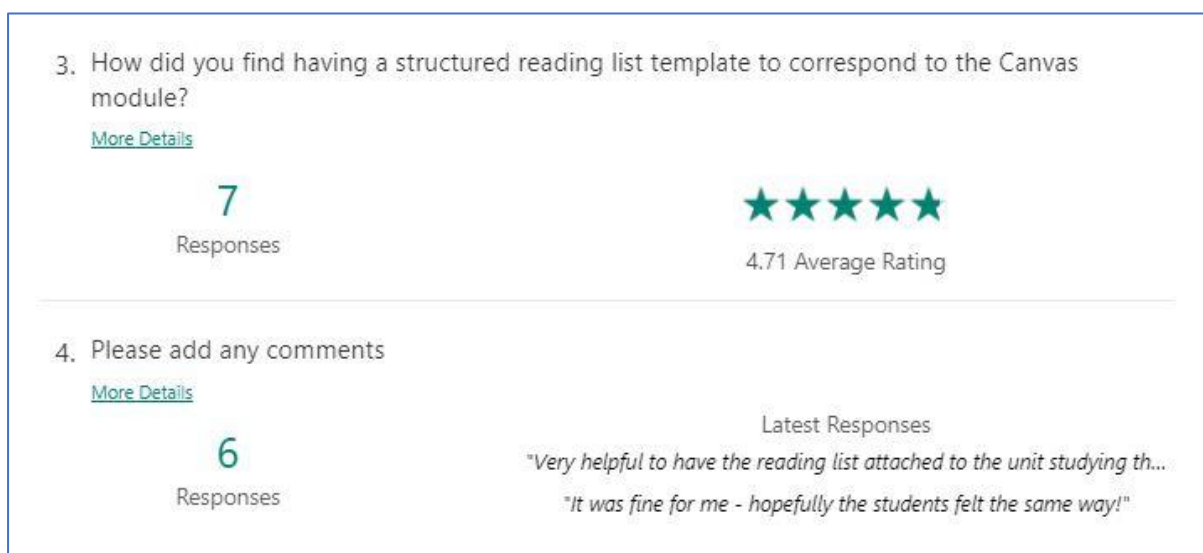 3. How did you find having a structured reading list template to correspond to the Canvas
module?
More Details
7
Responses
4.71 Average Rating
4. Please add any comments
More Details
6
Responses
Latest Responses
"Very helpful to have the reading list attached to the unit studying th...
"It was fine for me - hopefully the students felt the same way!"